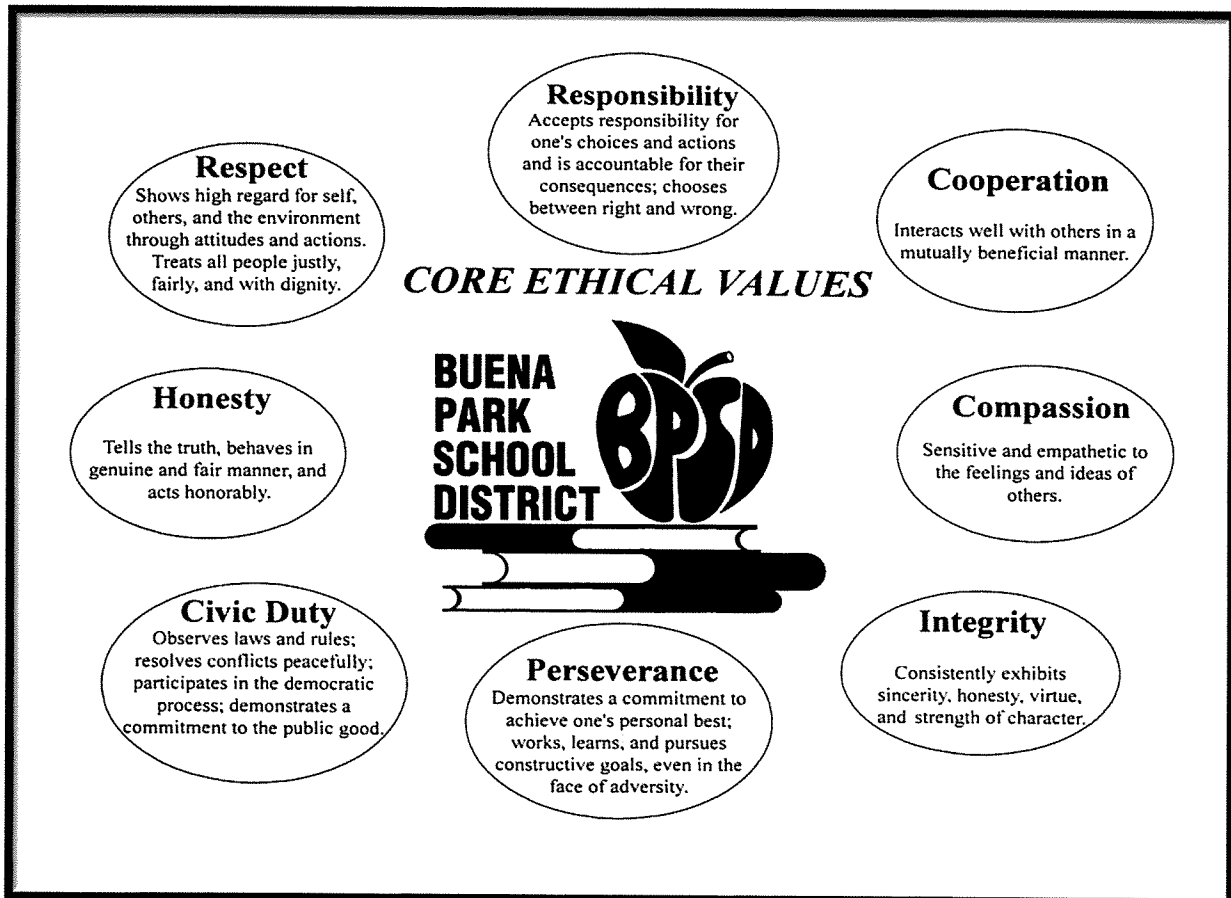 Responsibility
Accepts responsibility for
one's choices and actions
and is accountable for their
consequences; chooses
between right and wrong.
Respect
Shows high regard for self,
others, and the environment
through attitudes and actions.
Treats all people justly,
fairly, and with dignity.
Cooperation
Interacts well with others in a
mutually beneficial manner.
CORE ETHICAL VALUES
BUENA
PARK
SCHOOL
DISTRICT
BPSD
Honesty
Tells the truth, behaves in
genuine and fair manner, and
acts honorably.
Compassion
Sensitive and empathetic to
the feelings and ideas of
others.
Civic Duty
Observes laws and rules;
resolves conflicts peacefully;
participates in the democratic
process; demonstrates a
commitment to the public good.
Perseverance
Demonstrates a commitment to
achieve one's personal best;
works, learns, and pursues
constructive goals, even in the
face of adversity.
Integrity
Consistently exhibits
sincerity, honesty, virtue,
and strength of character.